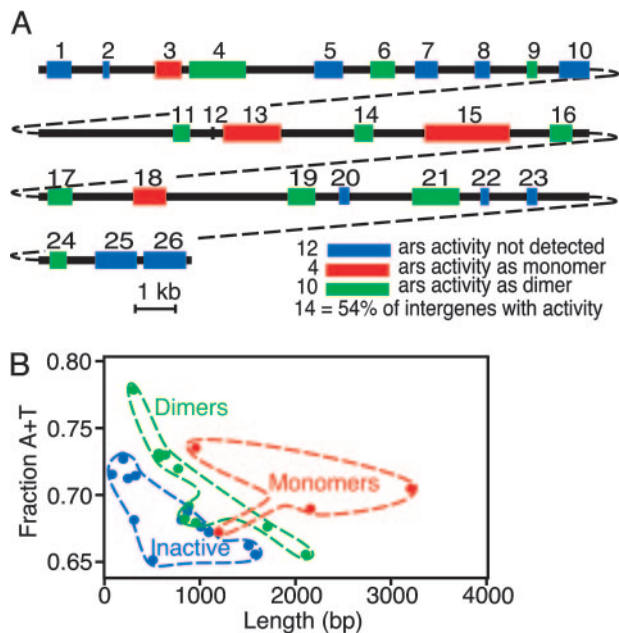 A
1 2 3 4 5 6 7 8 9 10
11 12 13 14 15 16
17 18 19 20 21 22 23
24 25 26
1 kb
12 ars activity not detected
4 ars activity as monomer
10 ars activity as dimer
14 = 54% of intergenes with activity
B
Fraction A+T
0.80
0.75
0.70
0.65
Dimers
Monomers
Inactive
0 1000 2000 3000 4000
Length (bp)